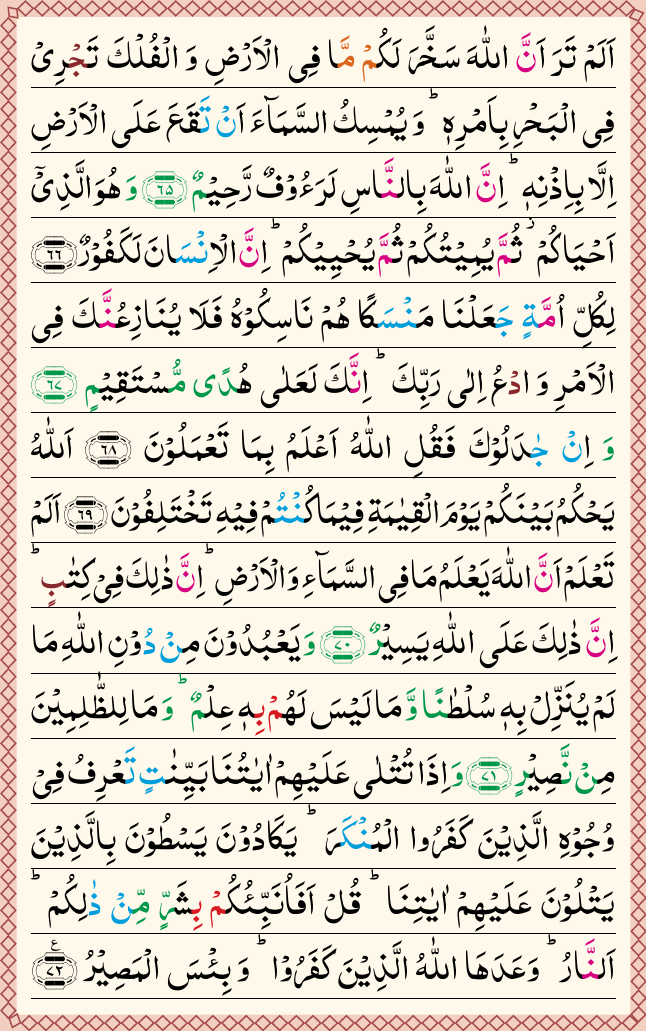 اَلَمْ تَرَ اَنَّ اللّٰهَ سَخَّرَ لَكُمْ مَّا فِی الْاَرْضِ وَ الْفُلْكَ تَجْرِیْ
فِی الْبَحْرِ بِاَمْرِهٖ ؕ وَ یُمْسِكُ السَّمَآءَ اَنْ تَقَعَ عَلَی الْاَرْضِ
اِلَّا بِاِذْنِهٖ ؕ اِنَّ اللّٰهَ بِالنَّاسِ لَرَءُوْفٌ رَّحِیْمٌ ﴿۶۵﴾ وَ هُوَ الَّذِیْۤ
اَحْیَاكُمْ ؗ ثُمَّ یُمِیْتُكُمْ ثُمَّ یُحْیِیْكُمْ ؕ اِنَّ الْاِنْسَانَ لَكَفُوْرٌ ﴿۶۶﴾
لِكُلِّ اُمَّةٍ جَعَلْنَا مَنْسَكًا هُمْ نَاسِكُوْهُ فَلَا یُنَازِعُنَّكَ فِی
الْاَمْرِ وَ ادْعُ اِلٰی رَبِّكَ ؕ اِنَّكَ لَعَلٰی هُدًی مُّسْتَقِیْمٍ ﴿۶۷﴾
وَ اِنْ جٰدَلُوْكَ فَقُلِ اللّٰهُ اَعْلَمُ بِمَا تَعْمَلُوْنَ ﴿۶۸﴾ اَللّٰهُ
یَحْكُمُ بَیْنَكُمْ یَوْمَ الْقِیٰمَةِ فِیْمَا كُنْتُمْ فِیْهِ تَخْتَلِفُوْنَ ﴿۶۹﴾ اَلَمْ
تَعْلَمْ اَنَّ اللّٰهَ یَعْلَمُ مَا فِی السَّمَآءِ وَ الْاَرْضِ ؕ اِنَّ ذٰلِكَ فِیْ كِتٰبٍ ؕ
اِنَّ ذٰلِكَ عَلَی اللّٰهِ یَسِیْرٌ ﴿۷۰﴾ وَ یَعْبُدُوْنَ مِنْ دُوْنِ اللّٰهِ مَا
لَمْ یُنَزِّلْ بِهٖ سُلْطٰنًا وَّ مَا لَیْسَ لَهُمْ بِهٖ عِلْمٌ ؕ وَ مَا لِلظّٰلِمِیْنَ
مِنْ نَّصِیْرٍ ﴿۷۱﴾ وَ اِذَا تُتْلٰی عَلَیْهِمْ اٰیٰتُنَا بَیِّنٰتٍ تَعْرِفُ فِیْ
وُجُوْهِ الَّذِیْنَ كَفَرُوا الْمُنْكَرَ ؕ یَكَادُوْنَ یَسْطُوْنَ بِالَّذِیْنَ
یَتْلُوْنَ عَلَیْهِمْ اٰیٰتِنَا ؕ قُلْ اَفَاُنَبِّئُكُمْ بِشَرٍّ مِّنْ ذٰلِكُمْ ؕ
اَلنَّارُ ؕ وَعَدَهَا اللّٰهُ الَّذِیْنَ كَفَرُوْا ؕ وَ بِئْسَ الْمَصِیْرُ ﴿۷۲﴾ ع